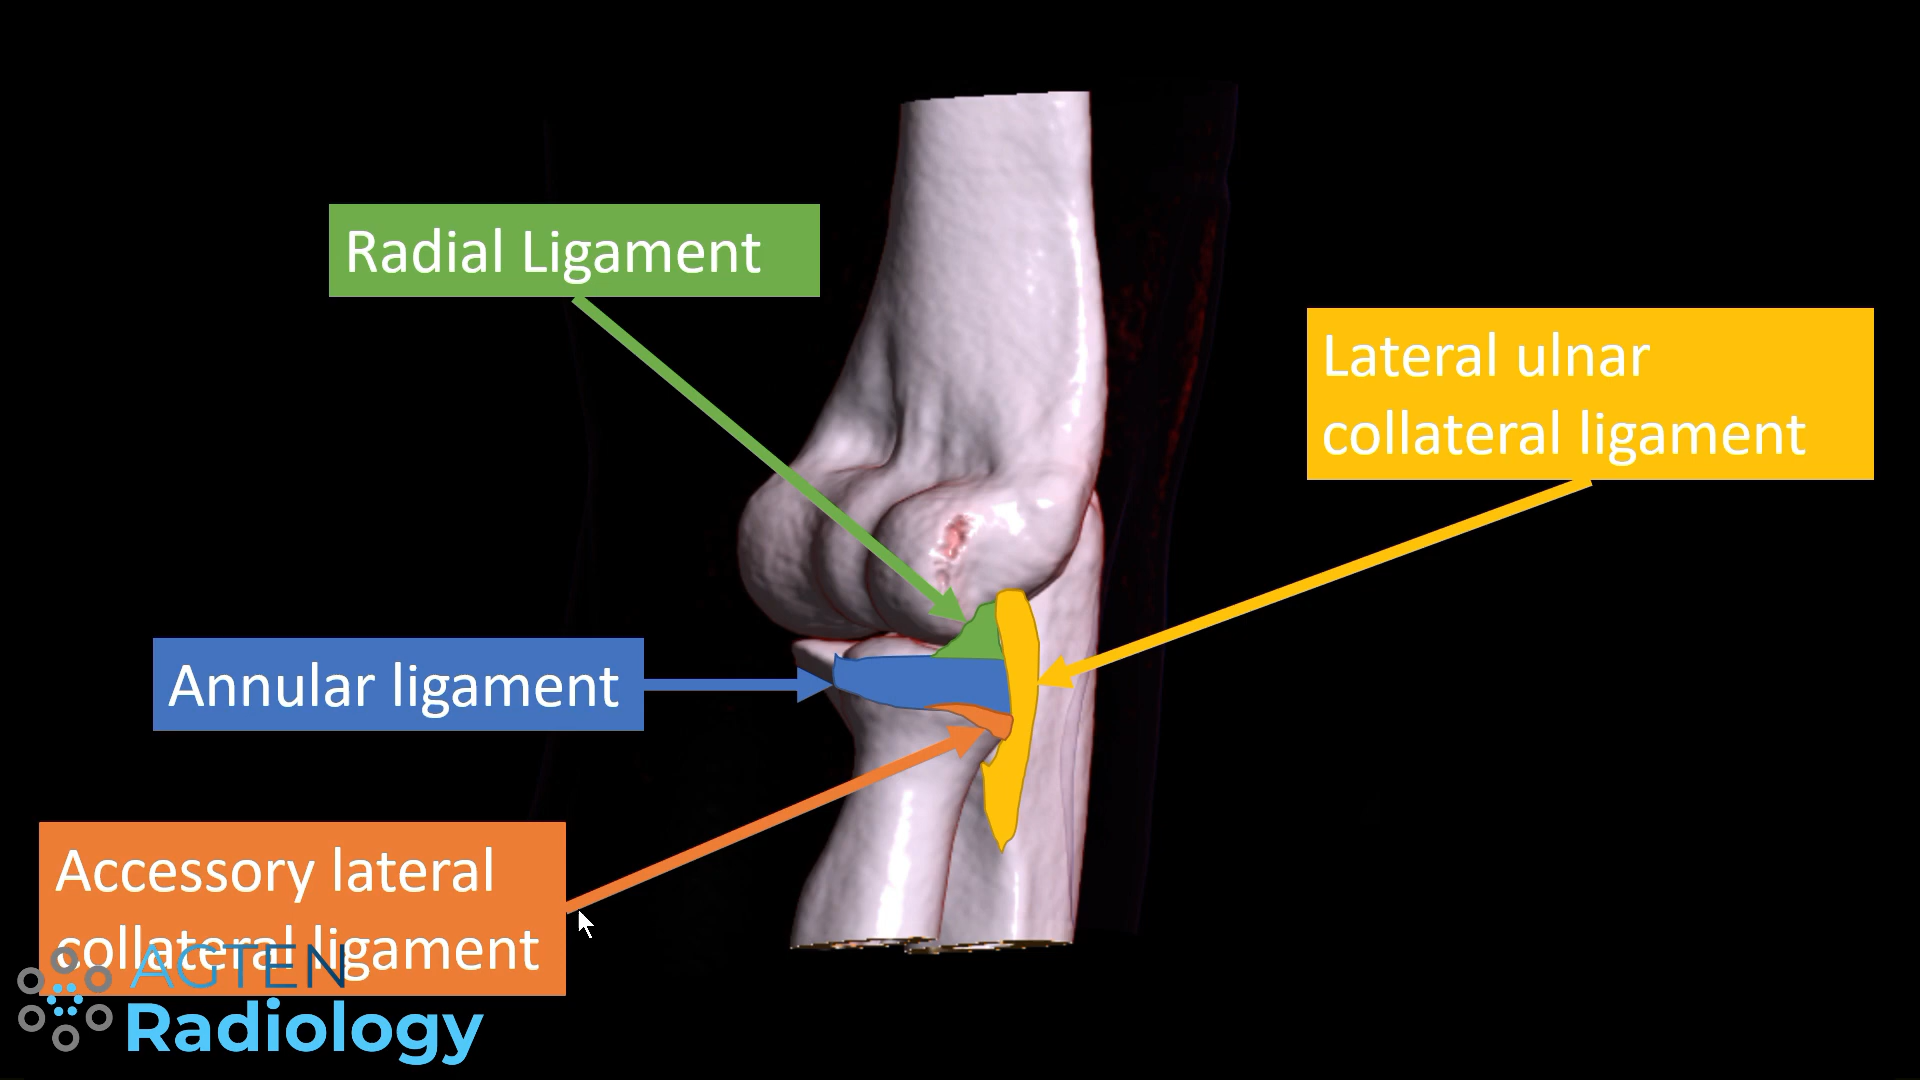 Radial Ligament
Lateral ulnar
collateral ligament
Annular ligament
Accessory lateral
collateral ligament
AGTEN
Radiology